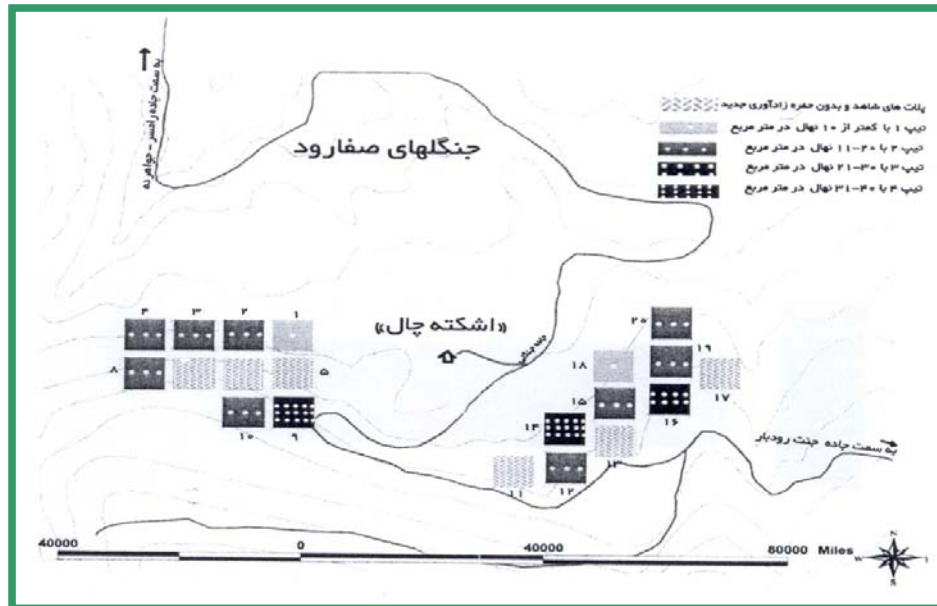 به سمت جاده رامسر - جواهرده
جنگلهای صفارود
پلات های شاهد و بدون حفره زادآوری جدید
تیپ ۱ با کمتر از ۱۰ نهال در متر مربع
تیپ ۲ با ۲۰-۱۱ نهال در متر مربع
تیپ ۳ با ۳۰-۲۱ نهال در متر مربع
تیپ ۴ با ۴۰-۳۱ نهال در متر مربع
۴ ۳ ۲ ۱
«اشکته چال»
۲۰
۱۹
۱۸
۸ ۵
۱۷
۱۵
۱۶
۱۴
۱۰ ۹
۱۳
به سمت جاده جنت رودبار
۱۱ ۱۲
40000 0 40000 80000 Miles
N
W
S